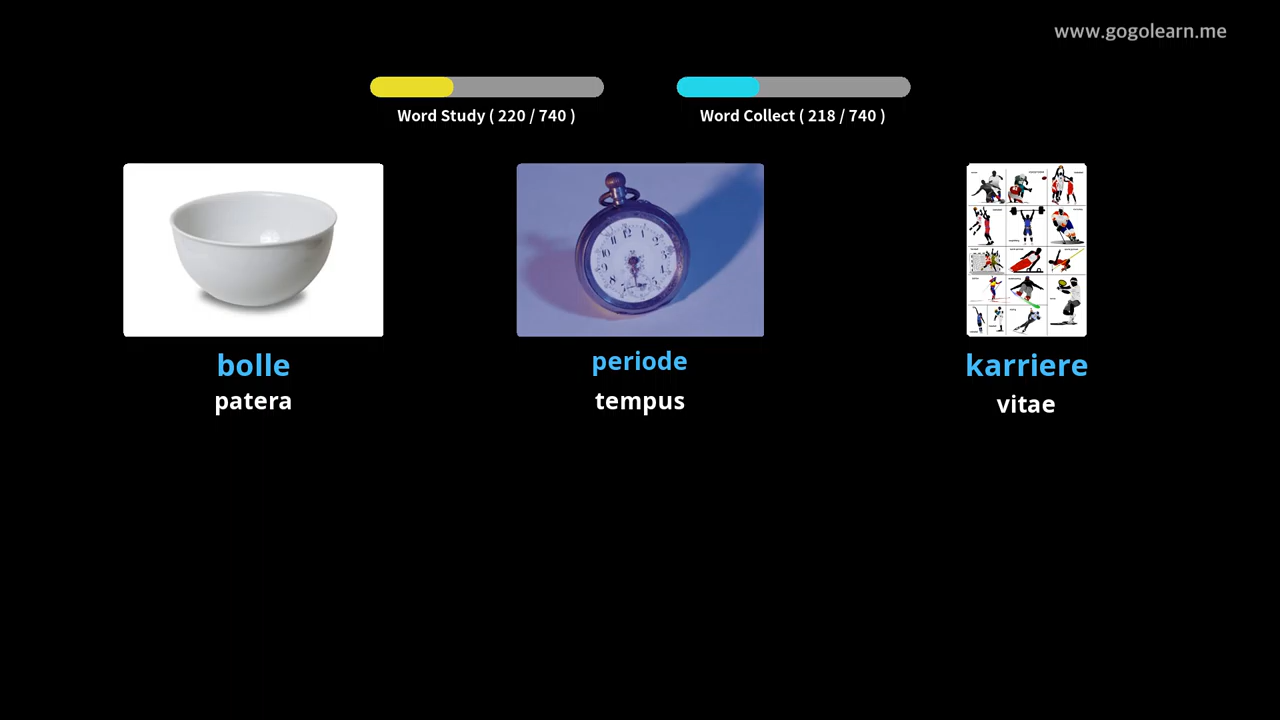 www.gogolearn.me
Word Study ( 220 / 740 )
Word Collect ( 218 / 740 )
bolle
periode
karriere
patera
tempus
vitae